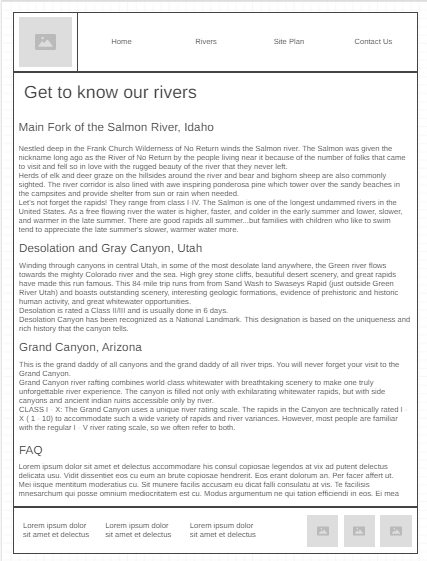 Home Rivers Site Plan Contact Us
Get to know our rivers
Main Fork of the Salmon River, Idaho
Nestled deep in the Frank Church Wilderness of No Return winds the Salmon river. The Salmon was given the
nickname long ago as the River of No Return by the people living near it because of the number of folks that came
to visit and fell so in love with the rugged beauty of the river that they never left.
Herds of elk and deer graze on the hillsides around the river and bear and bighorn sheep are also commonly
sighted. The river corridor is also lined with awe inspiring ponderosa pine which tower over the sandy beaches in
the campsites and provide shelter from sun or rain when needed.
Let's not forget the rapids! They range from class I-IV. The Salmon is one of the longest undammed rivers in the
United States. As a free flowing river the water is higher, faster, and colder in the early summer and lower, slower,
and warmer in the late summer. There are good rapids all summer...but families with children who like to swim
tend to appreciate the late summer's slower, warmer water more.
Desolation and Gray Canyon, Utah
Winding through canyons in central Utah, in some of the most desolate land anywhere, the Green river flows
towards the mighty Colorado river and the sea. High grey stone cliffs, beautiful desert scenery, and great rapids
have made this run famous. This 84 mile trip runs from from Sand Wash to Swaseys Rapid (just outside Green
River Utah) and boasts outstanding scenery, interesting geologic formations, evidence of prehistoric and historic
human activity, and great whitewater opportunities.
Desolation is rated a Class II/III and is usually done in 6 days.
Desolation Canyon has been recognized as a National Landmark. This designation is based on the uniqueness and
rich history that the canyon tells.
Grand Canyon, Arizona
This is the grand daddy of all canyons and the grand daddy of all river trips. You will never forget your visit to the
Grand Canyon.
Grand Canyon river rafting combines world class whitewater with breathtaking scenery to make one truly
unforgettable river experience. The canyon is filled not only with exhilarating whitewater rapids, but with side
canyons and ancient indian ruins accessible only by river.
CLASS I - X: The Grand Canyon uses a unique river rating scale. The rapids in the Canyon are technically rated I -
X ( 1 - 10) to accommodate such a wide variety of rapids and river variances. However, most people are familiar
with the regular I - V river rating scale, so we often refer to both.
FAQ
Lorem ipsum dolor sit amet et delectus accommodare his consul copiosae legendos at vix ad putent delectus
delicata usu. Vidit dissentiet eos cu eum an brute copiosae hendrerit. Eos erant dolorum an. Per facer affert ut.
Mei iisque mentitum moderatius cu. Sit munere facilis accusam eu dicat falli consulatu at vis. Te facilisis
mnesarchum qui posse omnium mediocritatem est cu. Modus argumentum ne qui tation efficiendi in eos. Ei mea
Lorem ipsum dolor Lorem ipsum dolor Lorem ipsum dolor
sit amet et delectus sit amet et delectus sit amet et delectus